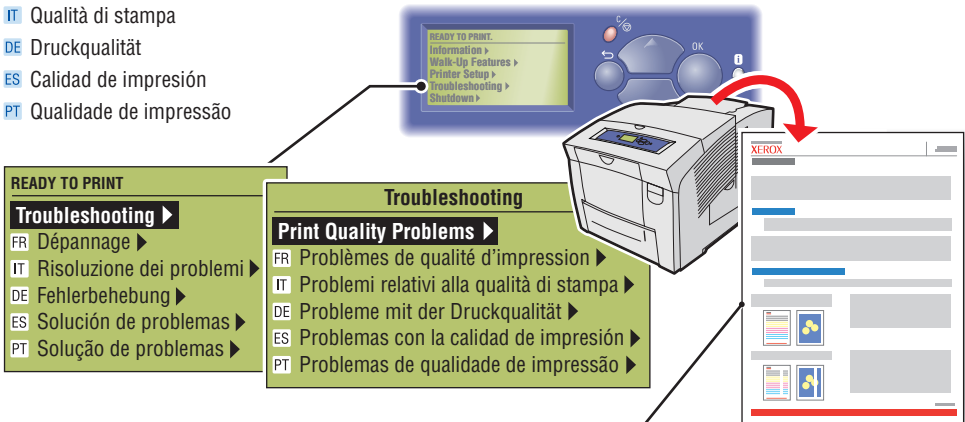 IT Qualità di stampa
DE Druckqualität
ES Calidad de impresión
PT Qualidade de impressão
READY TO PRINT.
Information
Walk-Up Features
Printer Setup
Troubleshooting
Shutdown
C/
OK
i
READY TO PRINT
Troubleshooting
FR Dépannage
IT Risoluzione dei problemi
DE Fehlerbehebung
ES Solución de problemas
PT Solução de problemas
Troubleshooting
Print Quality Problems
FR Problèmes de qualité d'impression
IT Problemi relativi alla qualità di stampa
DE Probleme mit der Druckqualität
ES Problemas con la calidad de impresión
PT Problemas de qualidade de impressão
XEROX